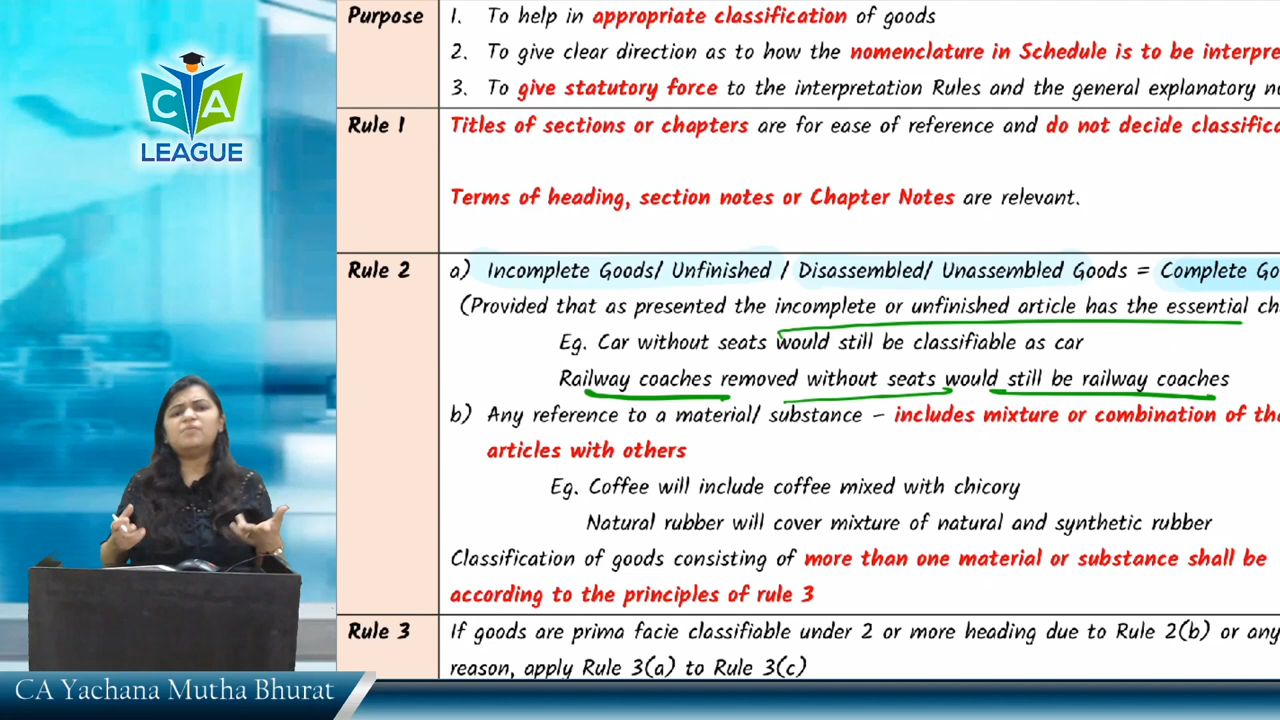 CA
LEAGUE
CA Yachana Mutha Bhurat
Purpose
1. To help in appropriate classification of goods
2. To give clear direction as to how the nomenclature in Schedule is to be interpre
3. To give statutory force to the interpretation Rules and the general explanatory no
Rule 1
Titles of sections or chapters are for ease of reference and do not decide classifica
Terms of heading, section notes or Chapter Notes are relevant.
Rule 2
a) Incomplete Goods/ Unfinished / Disassembled/ Unassembled Goods = Complete Go
(Provided that as presented the incomplete or unfinished article has the essential ch
Eg. Car without seats would still be classifiable as car
Railway coaches removed without seats would still be railway coaches
b) Any reference to a material/ substance – includes mixture or combination of tha
articles with others
Eg. Coffee will include coffee mixed with chicory
Natural rubber will cover mixture of natural and synthetic rubber
Classification of goods consisting of more than one material or substance shall be
according to the principles of rule 3
Rule 3
If goods are prima facie classifiable under 2 or more heading due to Rule 2(b) or any
reason, apply Rule 3(a) to Rule 3(c)